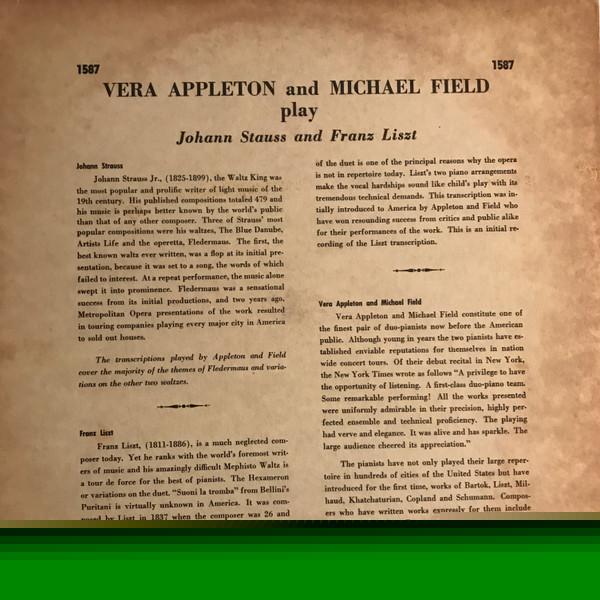 1587
1587
VERA APPLETON and MICHAEL FIELD
play
Johann Stauss and Franz Liszt
Johann Strauss
Johann Strauss Jr., (1825-1899), the Waltz King was
the most popular and prolific writer of light music of the
19th century. His published compositions totaled 479 and
his music is perhaps better known by the world's public
than that of any other composer. Three of Strauss' most
popular compositions were his waltzes, The Blue Danube,
Artists Life and the operetta, Fledermaus. The first, the
best known waltz ever written, was a flop at its initial pre-
sentation, because it was set to a song, the words of which
failed to interest. At a repeat performance, the music alone
swept it into prominence. Fledermaus was a sensational
success from its initial productions, and two years ago,
Metropolitan Opera presentations of the work resulted
in touring companies playing every major city in America
to sold out houses.
The transcriptions played by Appleton and Field
cover the majority of the themes of Fledermaus and varia-
tions on the other two waltzes.
Franz Liszt
Franz Liszt, (1811-1886), is a much neglected com-
poser today. Yet he ranks with the world's foremost writ-
ers of music and his amazingly difficult Mephisto Waltz is
a tour de force for the best of pianists. The Hexameron
or variations on the duet, "Suoni la tromba" from Bellini's
Puritani is virtually unknown in America. It was com-
posed by Liszt in 1837 when the composer was 26 and
of the duet is one of the principal reasons why the opera
is not in repertoire today. Liszt's two piano arrangements
make the vocal hardships sound like child's play with its
tremendous technical demands. This transcription was in-
itially introduced to America by Appleton and Field who
have won resounding success from critics and public alike
for their performances of the work. This is an initial re-
cording of the Liszt transcription.
Vera Appleton and Michael Field
Vera Appleton and Michael Field constitute one of
the finest pair of duo-pianists now before the American
public. Although young in years the two pianists have es-
tablished enviable reputations for themselves in nation
wide concert tours. Of their debut recital in New York,
the New York Times wrote as follows "A privilege to have
the opportunity of listening. A first-class duo-piano team.
Some remarkable performing! All the works presented
were uniformly admirable in their precision, highly per-
fected ensemble and technical proficiency. The playing
had verve and elegance. It was alive and has sparkle. The
large audience cheered its appreciation."
The pianists have not only played their large reper-
toire in hundreds of cities of the United States but have
introduced for the first time, works of Bartok, Liszt, Mil-
haud, Khatchaturian, Copland and Schumann. Compos-
ers who have written works expressly for them include